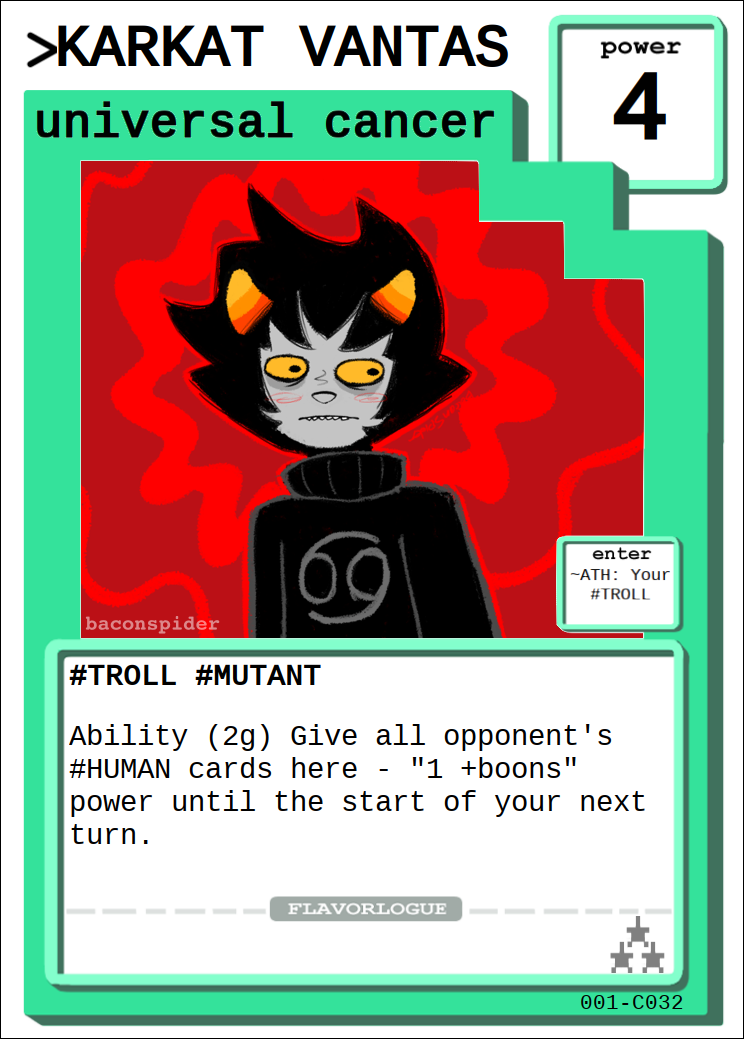 >KARKAT VANTAS
power
4
universal cancer
enter
~ATH: Your
#TROLL
baconspider
#TROLL #MUTANT
Ability (2g) Give all opponent's
#HUMAN cards here - "1 +boons"
power until the start of your next
turn.
FLAVORLOGUE
001-C032